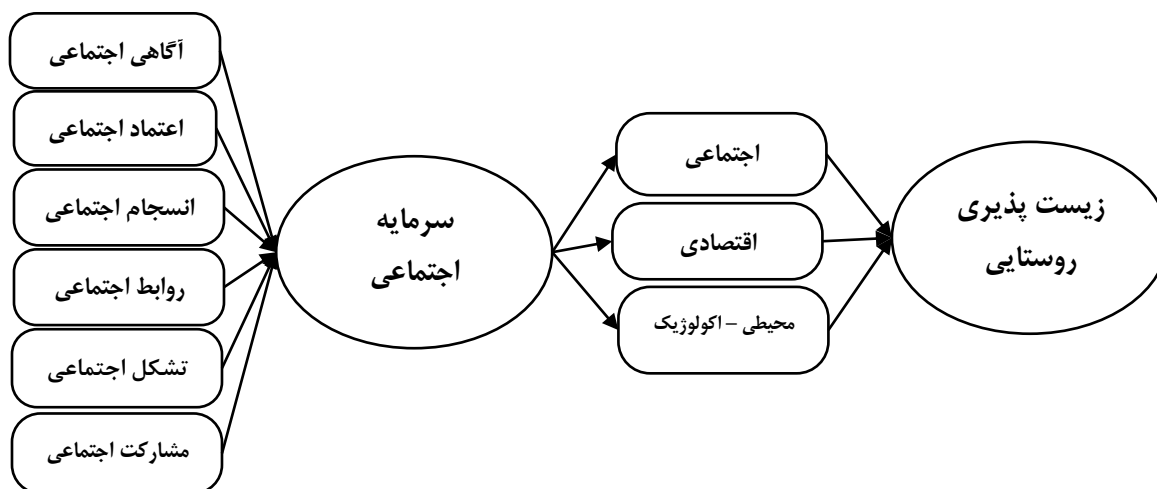 آگاهی اجتماعی
اعتماد اجتماعی
انسجام اجتماعی
روابط اجتماعی
تشکل اجتماعی
مشارکت اجتماعی
سرمایه
اجتماعی
اجتماعی
اقتصادی
محیطی – اکولوژیک
زیست پذیری
روستایی